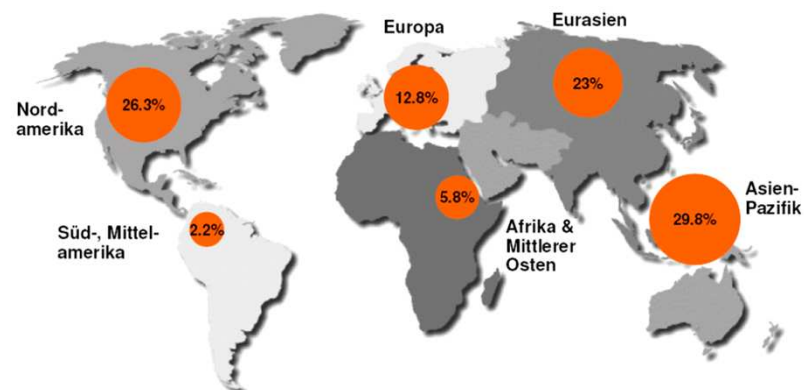 Europa
Eurasien
Nord-
amerika
26.3%
12.8%
23%
Süd-, Mittel-
amerika
2.2%
5.8%
Afrika &
Mittlerer
Osten
29.8%
Asien-
Pazifik